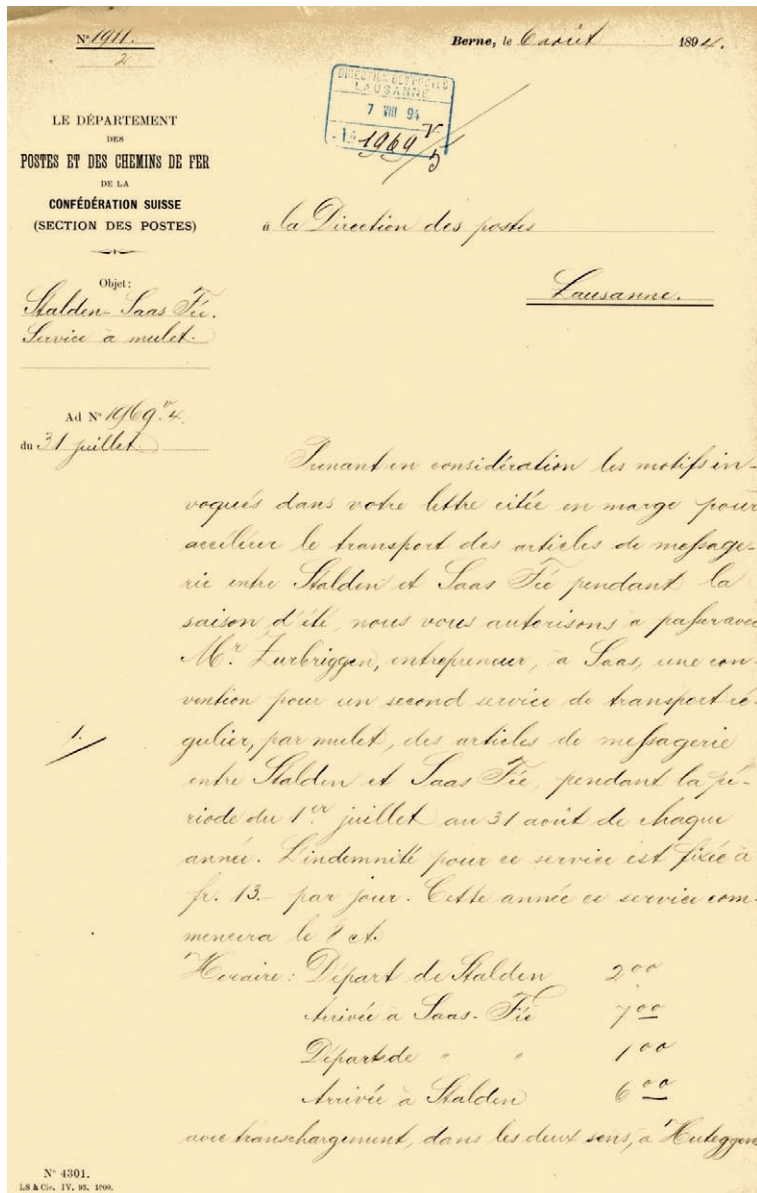 Nº 1911.
2
Berne, le 6 août 1894.
DIRECTION DES POSTES
LAUSANNE
7 VIII 94
1969 V.
5
LE DÉPARTEMENT
DES
POSTES ET DES CHEMINS DE FER
DE LA
CONFÉDÉRATION SUISSE
(SECTION DES POSTES)
à la Direction des postes
Lausanne.
Objet:
Stalden-Saas Fée.
Service à mulet.
Ad Nº 1969 V. 4.
du 31 juillet
Prenant en considération les motifs in-
voqués dans votre lettre citée en marge pour
accélérer le transport des articles de message-
rie entre Stalden et Saas Fée pendant la
saison d'été, nous vous autorisons à passer avec
Mr. Zurbriggen, entrepreneur, à Saas, une con-
vention pour un second service de transport ré-
1.
gulier, par mulet, des articles de messagerie
entre Stalden et Saas Fée, pendant la pé-
riode du 1er juillet au 31 août de chaque
année. L'indemnité pour ce service est fixée à
fr. 13.- par jour. Cette année ce service com-
mencera le 8 ct.
Horaire: Départ de Stalden 2 00
Arrivée à Saas-Fée 7 00
Départ de " " 1 00
Arrivée à Stalden 6 00
avec transchargement, dans les deux sens, à Huteggen
Nº 4301.
LS & Cie. IV. 93. 1000.